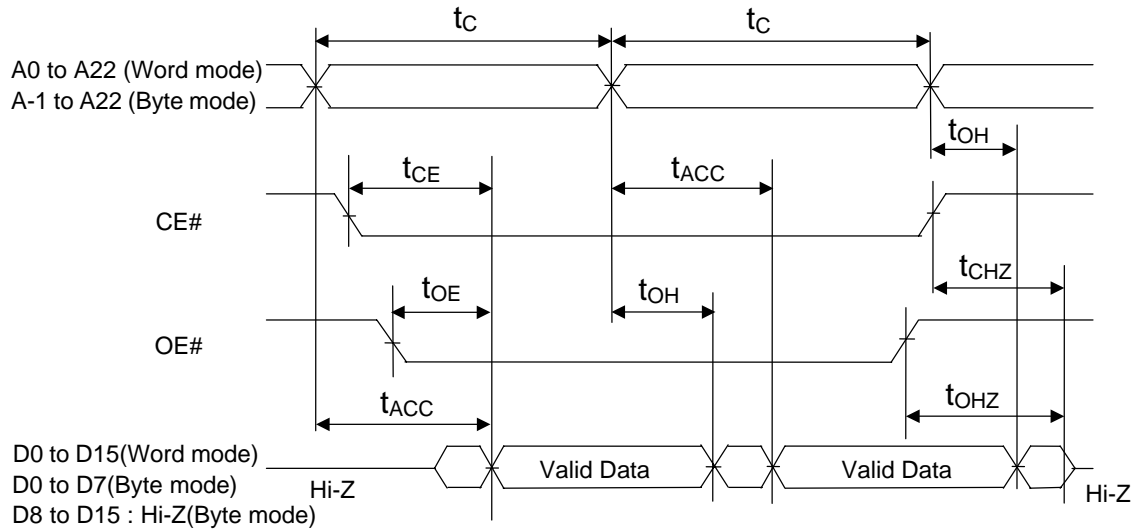 tC tC
A0 to A22 (Word mode)
A-1 to A22 (Byte mode)
tOH
tCE tACC
CE#
tCHZ
tOE tOH
OE#
tACC tOHZ
D0 to D15(Word mode)
D0 to D7(Byte mode) Hi-Z Valid Data Valid Data Hi-Z
D8 to D15 : Hi-Z(Byte mode)